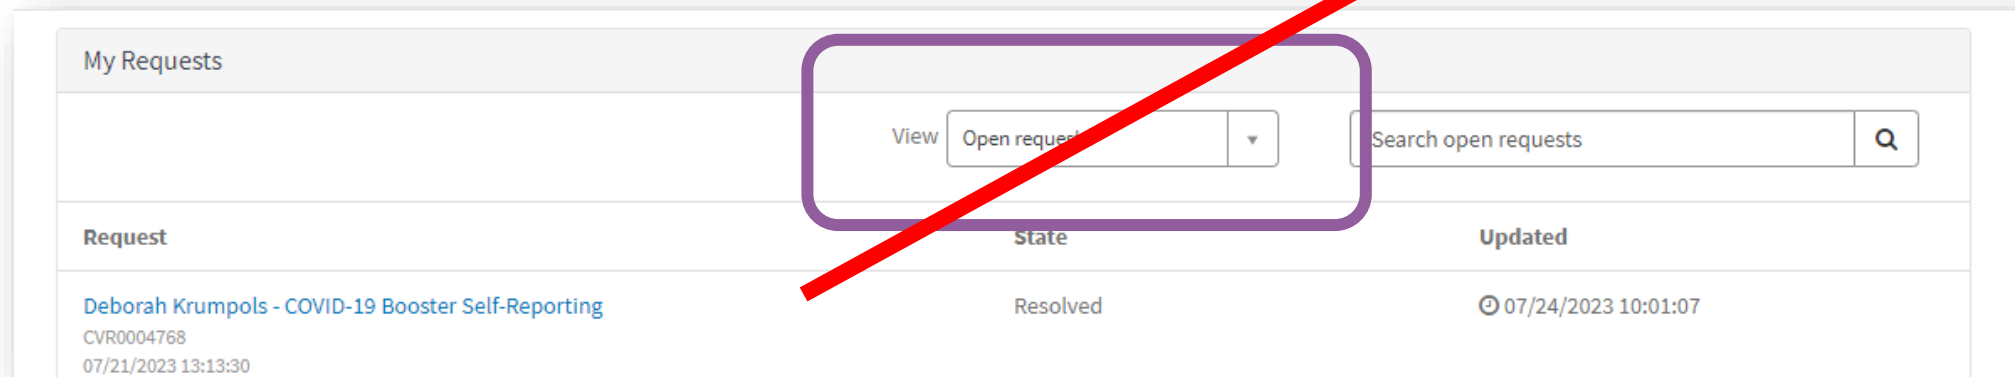 My Requests
View Open request Search open requests
Request State Updated
Deborah Krumpols - COVID-19 Booster Self-Reporting Resolved 07/24/2023 10:01:07
CVR0004768
07/21/2023 13:13:30